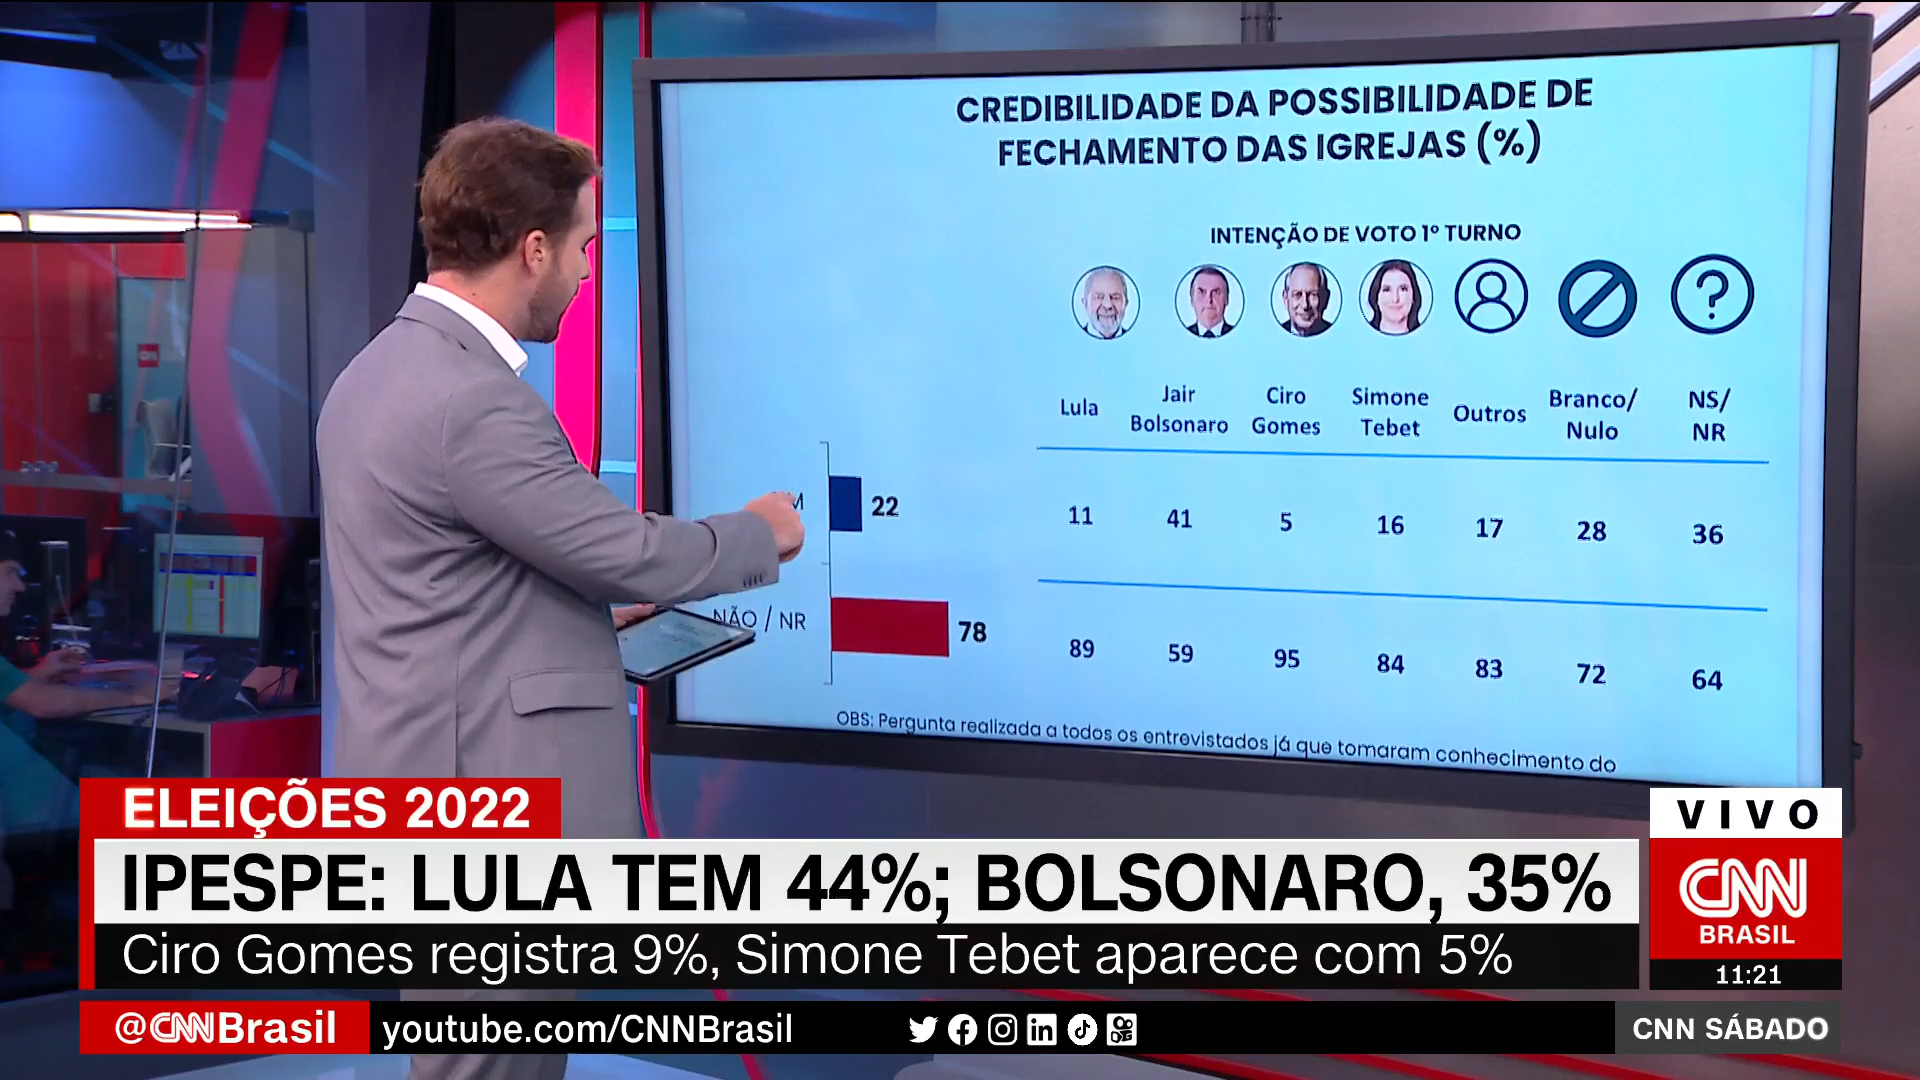 CREDIBILIDADE DA POSSIBILIDADE DE
FECHAMENTO DAS IGREJAS (%)
INTENÇÃO DE VOTO 1º TURNO
Lula
Jair
Bolsonaro
Ciro
Gomes
Simone
Tebet
Outros
Branco/
Nulo
NS/
NR
22 11 41 5 16 17 28 36
NÃO / NR 78 89 59 95 84 83 72 64
OBS: Pergunta realizada a todos os entrevistados já que tomaram conhecimento do
ELEIÇÕES 2022
IPESPE: LULA TEM 44%; BOLSONARO, 35%
Ciro Gomes registra 9%, Simone Tebet aparece com 5%
VIVO
CNN
BRASIL
11:21
@CNNBrasil
youtube.com/CNNBrasil
CNN SÁBADO